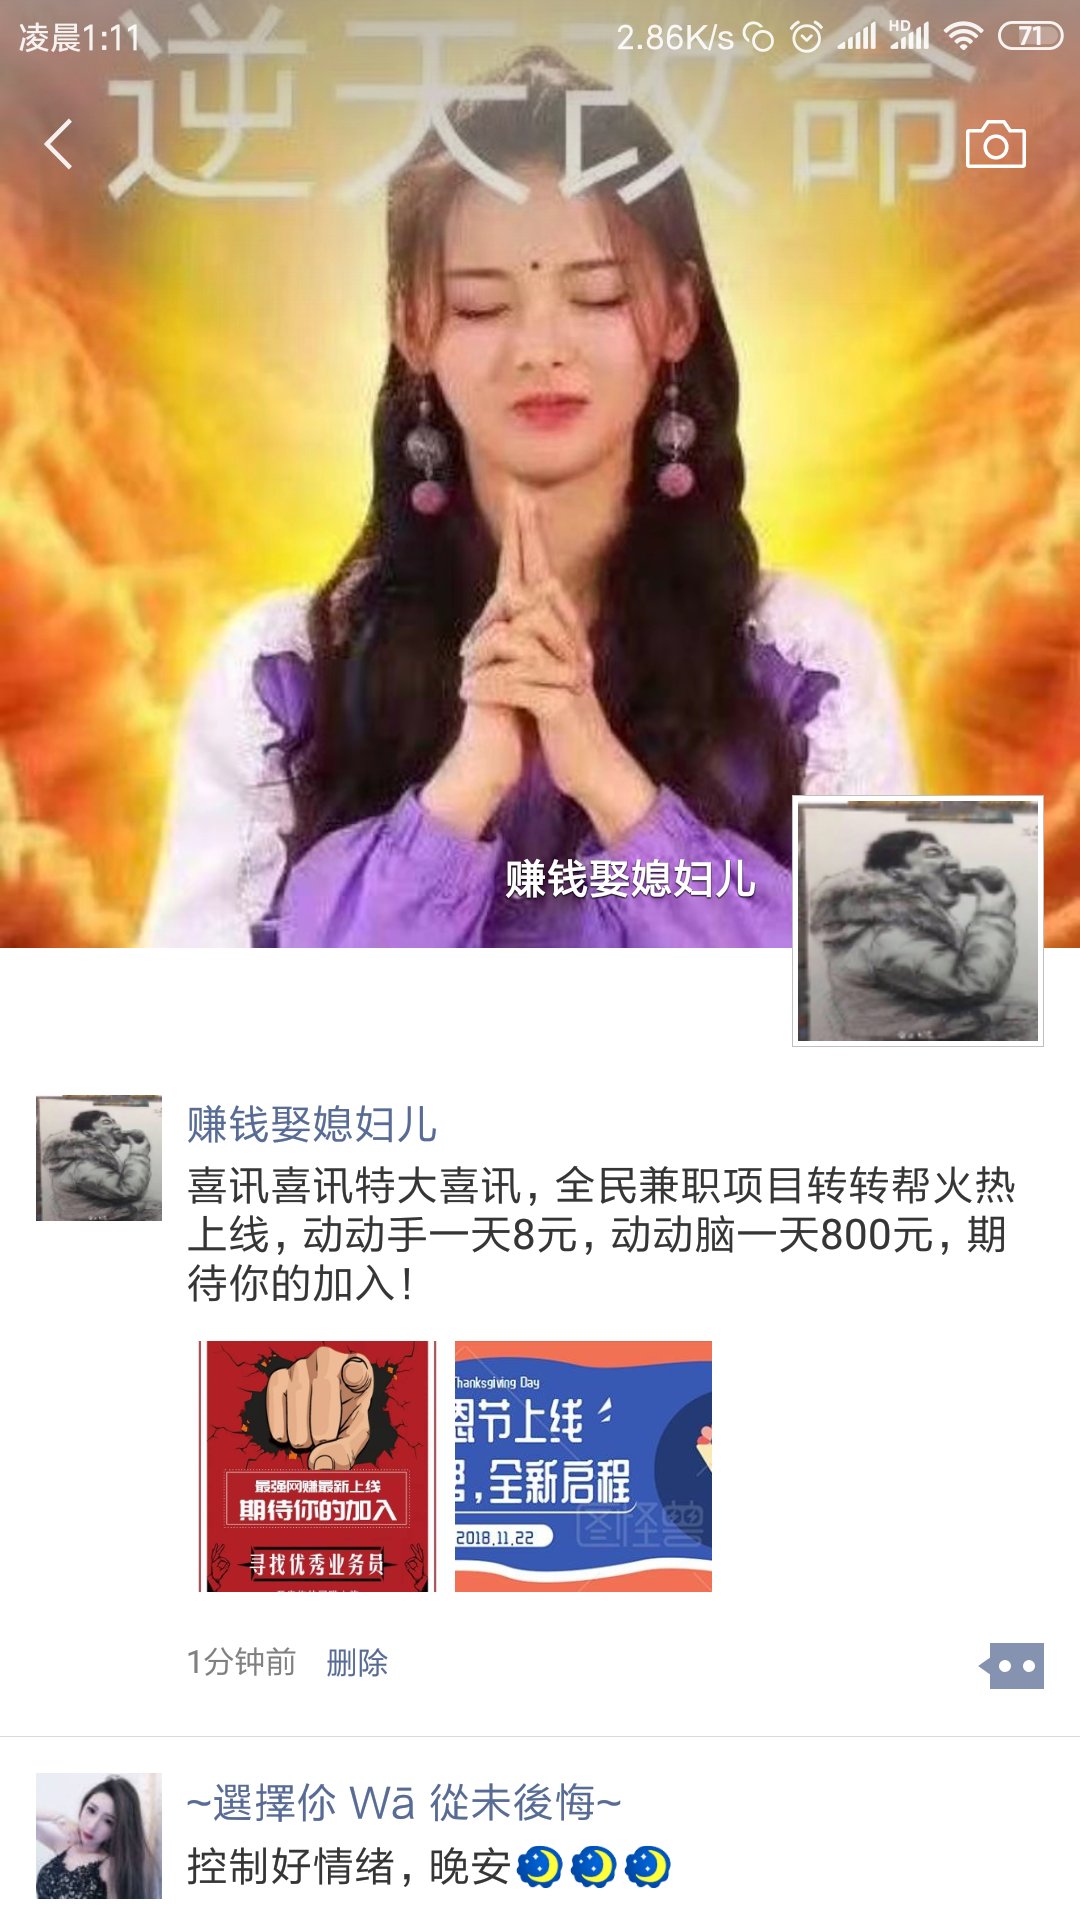 凌晨1:11 2.86K/s HD 71
逆天改命
赚钱娶媳妇儿
赚钱娶媳妇儿
喜讯喜讯特大喜讯，全民兼职项目转转帮火热
上线，动动手一天8元，动动脑一天800元，期
待你的加入！
最强网赚最新上线
期待你的加入
寻找优秀业务员
Thanksgiving Day
恩节上线
，全新启程
2018.11.22
图怪兽
1分钟前 删除
~選擇伱 Wā 從未後悔~
控制好情绪，晚安